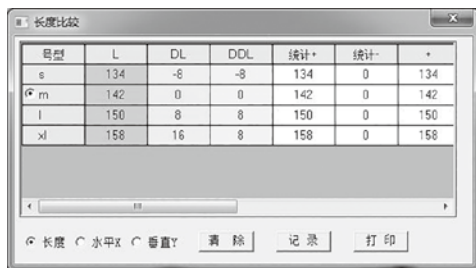 长度比较
号型 L DL DDL 统计+ 统计- +
s 134 -8 -8 134 0 134
m 142 0 0 142 0 142
l 150 8 8 150 0 150
xl 158 16 8 158 0 158
长度 水平X 垂直Y 清 除 记 录 打 印